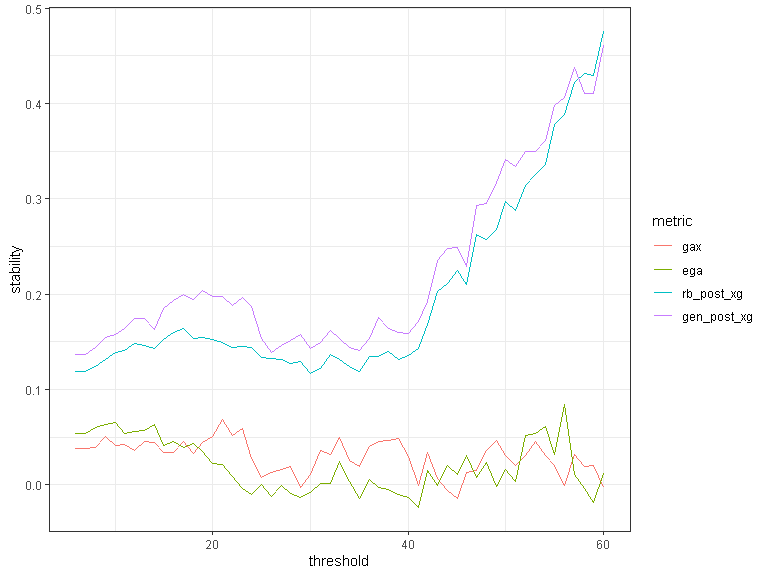 0.5
0.4
0.3
0.2
0.1
0.0
stability
20
40
60
threshold
metric
gax
ega
rb_post_xg
gen_post_xg